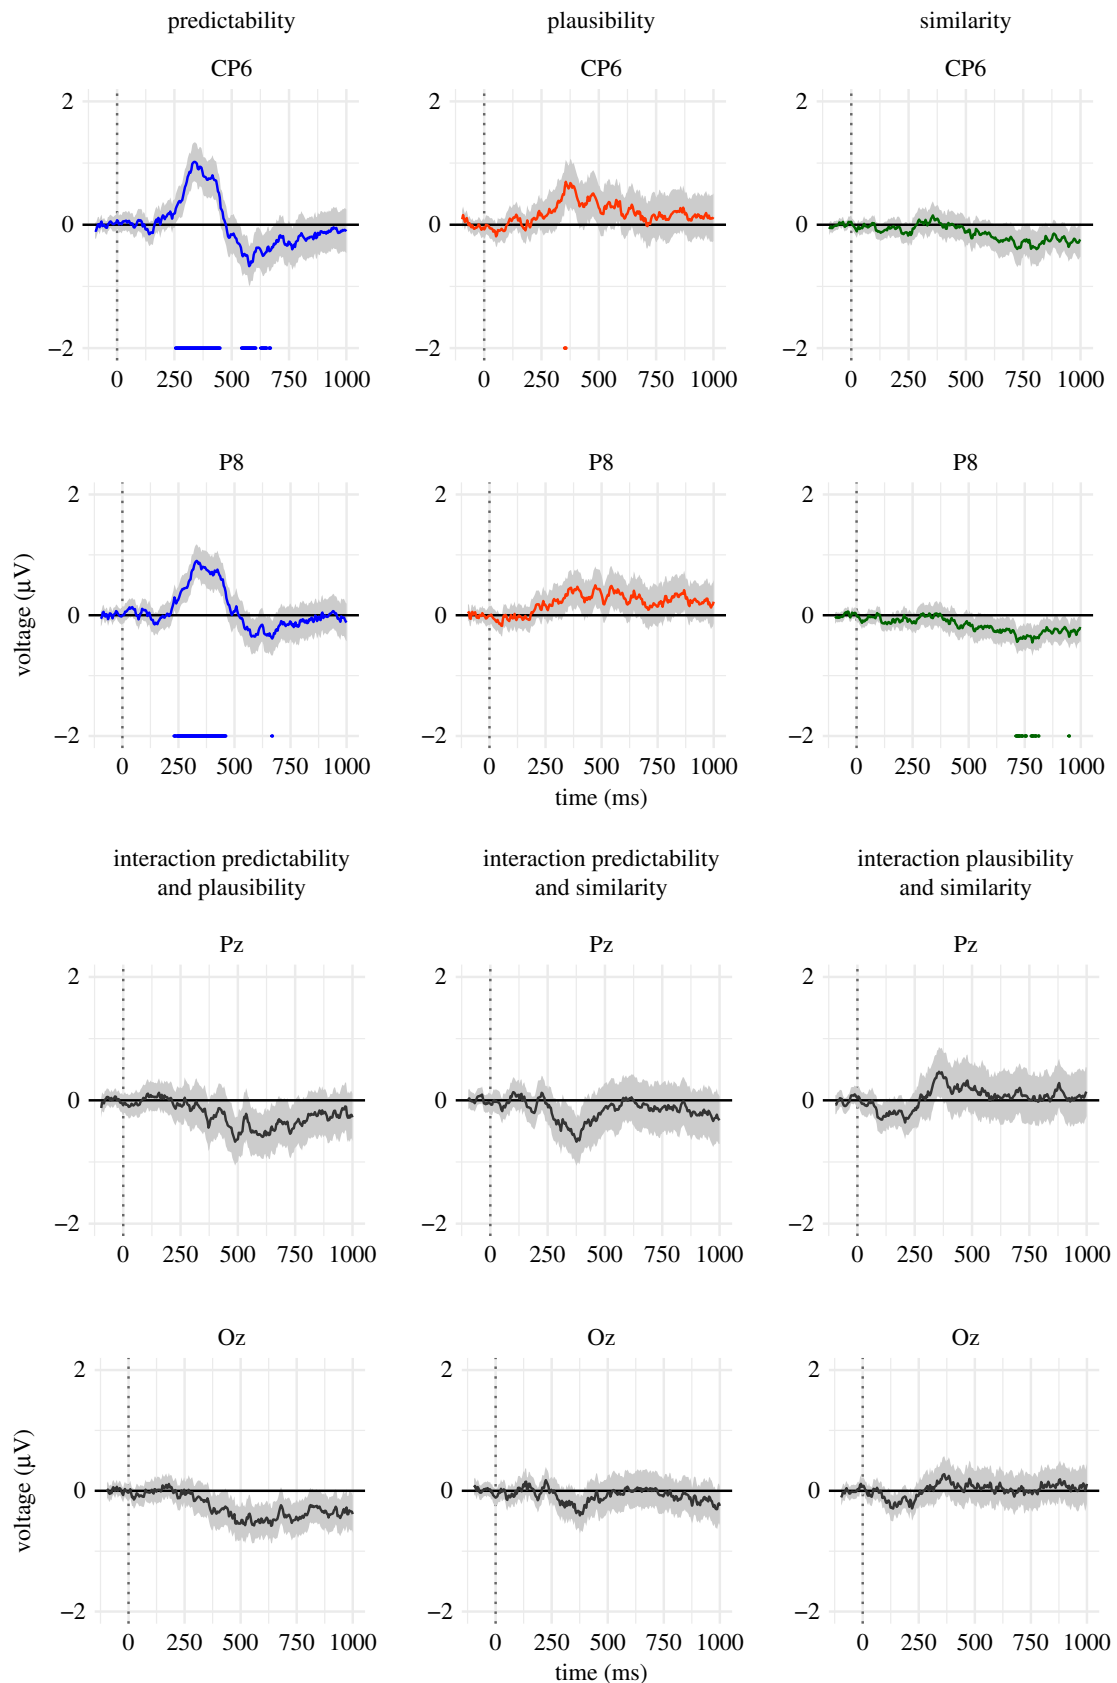 predictability plausibility similarity
CP6 CP6 CP6
2 2 2
0 0 0
−2 −2 −2
0 250 500 750 1000 0 250 500 750 1000 0 250 500 750 1000
P8 P8 P8
2 2 2
0 0 0
−2 −2 −2
voltage (µV)
0 250 500 750 1000 0 250 500 750 1000 0 250 500 750 1000
time (ms)
interaction predictability interaction predictability interaction plausibility
and plausibility and similarity and similarity
Pz Pz Pz
2 2 2
0 0 0
−2 −2 −2
0 250 500 750 1000 0 250 500 750 1000 0 250 500 750 1000
Oz Oz Oz
2 2 2
0 0 0
−2 −2 −2
voltage (µV)
0 250 500 750 1000 0 250 500 750 1000 0 250 500 750 1000
time (ms)